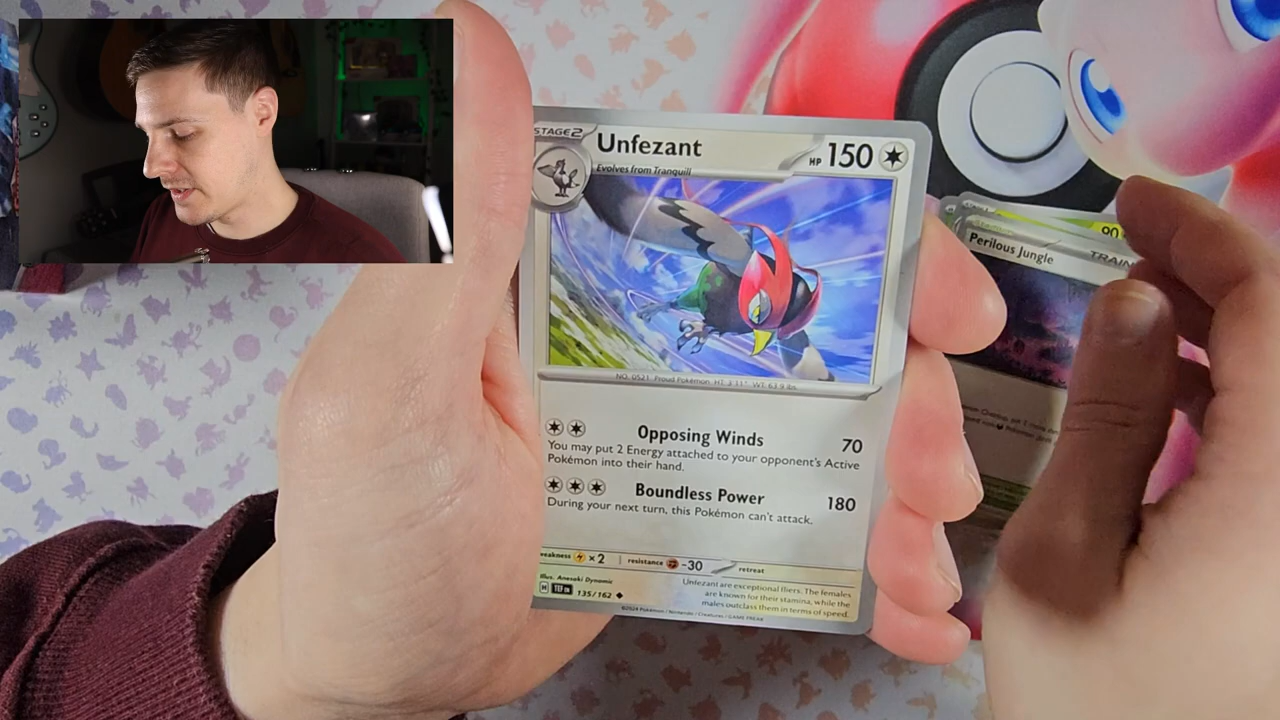 STAGE2
Unfezant
HP 150
Evolves from Tranquill
NO. 0521 Proud Pokémon HT: 3'11" WT: 63.9 lbs.
Opposing Winds 70
You may put 2 Energy attached to your opponent's Active
Pokémon into their hand.
Boundless Power 180
During your next turn, this Pokémon can't attack.
weakness ×2 resistance -30 retreat
Illus. Anesaki Dynamic
H TEF EN 135/162
Unfezant are exceptional fliers. The females
are known for their stamina, while the
males outclass them in terms of speed.
©2024 Pokémon / Nintendo / Creatures / GAME FREAK
90
Perilous Jungle
TRAIN